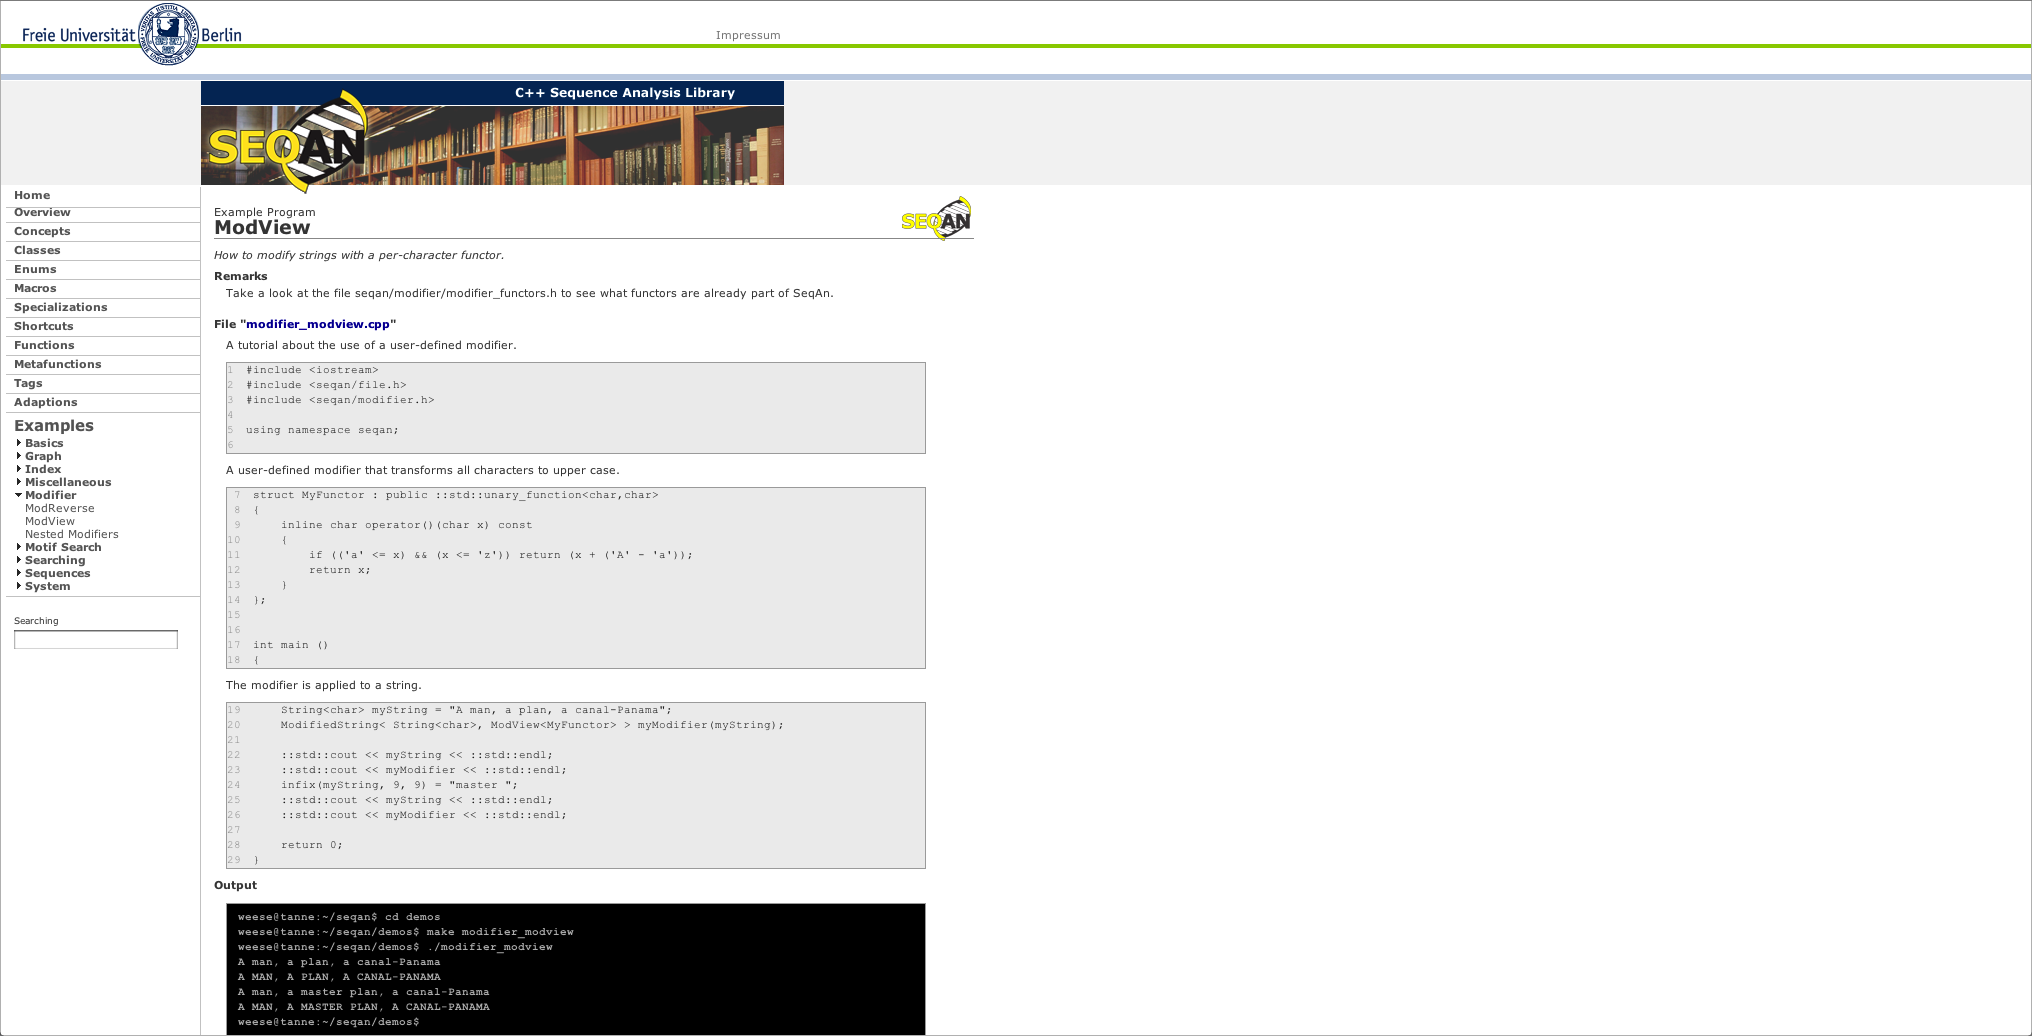 Freie Universität Berlin
Impressum
C++ Sequence Analysis Library
SEQAN
Home
Overview
Concepts
Classes
Enums
Macros
Specializations
Shortcuts
Functions
Metafunctions
Tags
Adaptions
Examples
Basics
Graph
Index
Miscellaneous
Modifier
ModReverse
ModView
Nested Modifiers
Motif Search
Searching
Sequences
System
Searching
Example Program
ModView
SEQAN
How to modify strings with a per-character functor.
Remarks
Take a look at the file seqan/modifier/modifier_functors.h to see what functors are already part of SeqAn.
File "modifier_modview.cpp"
A tutorial about the use of a user-defined modifier.
1 #include <iostream>
2 #include <seqan/file.h>
3 #include <seqan/modifier.h>
4
5 using namespace seqan;
6
A user-defined modifier that transforms all characters to upper case.
7 struct MyFunctor : public ::std::unary_function<char,char>
8 {
9     inline char operator()(char x) const
10     {
11         if (('a' <= x) && (x <= 'z')) return (x + ('A' - 'a'));
12         return x;
13     }
14 };
15
16
17 int main ()
18 {
The modifier is applied to a string.
19     String<char> myString = "A man, a plan, a canal-Panama";
20     ModifiedString< String<char>, ModView<MyFunctor> > myModifier(myString);
21
22     ::std::cout << myString << ::std::endl;
23     ::std::cout << myModifier << ::std::endl;
24     infix(myString, 9, 9) = "master ";
25     ::std::cout << myString << ::std::endl;
26     ::std::cout << myModifier << ::std::endl;
27
28     return 0;
29 }
Output
weese@tanne:~/seqan$ cd demos
weese@tanne:~/seqan/demos$ make modifier_modview
weese@tanne:~/seqan/demos$ ./modifier_modview
A man, a plan, a canal-Panama
A MAN, A PLAN, A CANAL-PANAMA
A man, a master plan, a canal-Panama
A MAN, A MASTER PLAN, A CANAL-PANAMA
weese@tanne:~/seqan/demos$